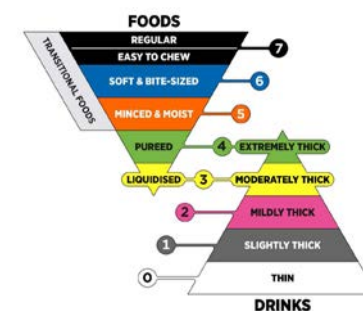 FOODS
REGULAR
EASY TO CHEW
7
TRANSITIONAL FOODS
SOFT & BITE-SIZED
6
MINCED & MOIST
5
PUREED
4
EXTREMELY THICK
LIQUIDISED
3
MODERATELY THICK
2
MILDLY THICK
1
SLIGHTLY THICK
0
THIN
DRINKS